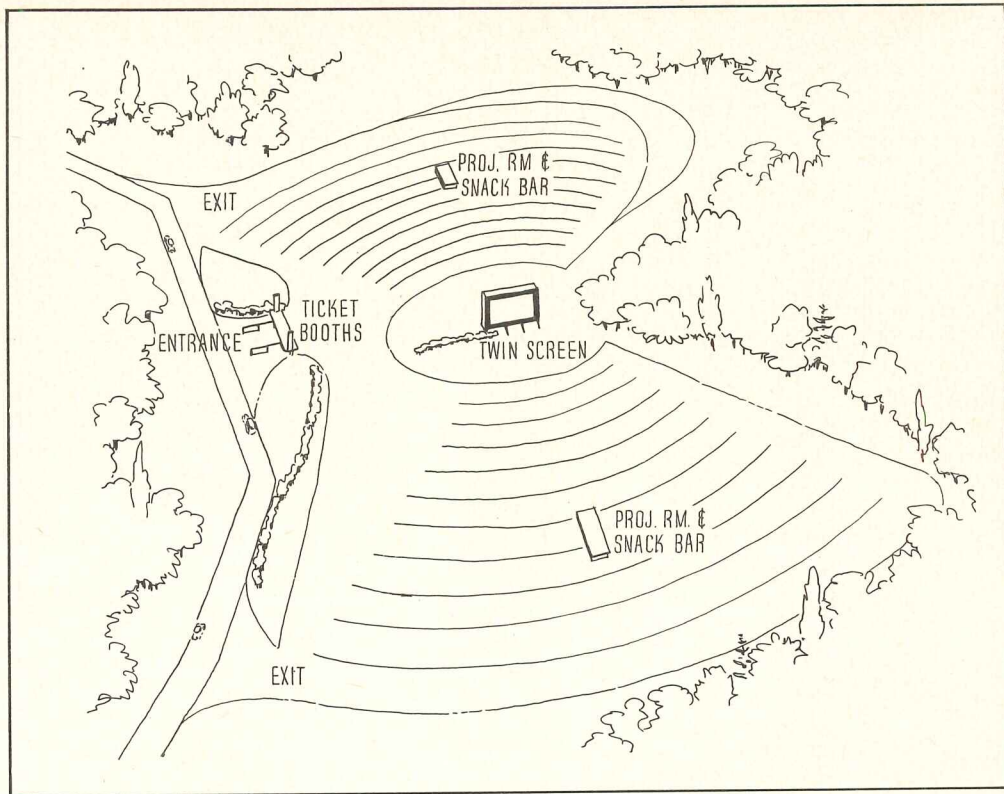 PROJ. RM &
SNACK BAR
EXIT
TICKET
BOOTHS
ENTRANCE
TWIN SCREEN
PROJ. RM. &
SNACK BAR
EXIT